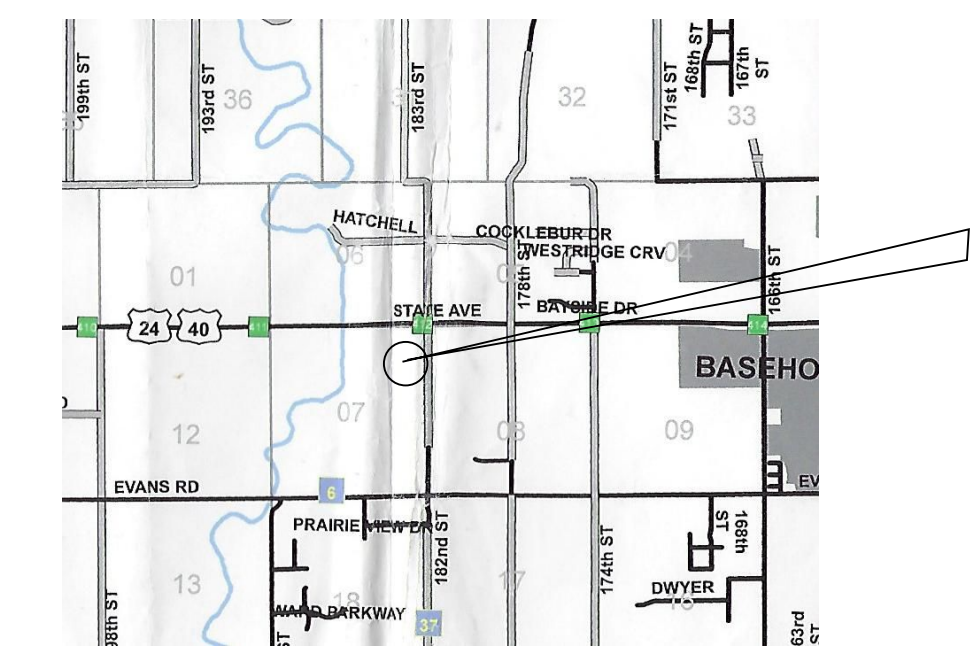 199th ST
193rd ST
36
183rd ST
32
171st ST
168th ST
167th
ST
33
HATCHELL
COCKLEBUR DR
WESTRIDGE CRV
04
06
178th ST
01
166th ST
STATE AVE
BAYSIDE DR
410
24
40
411
414
BASEHO
07
12
08
09
EVANS RD
6
EV
PRAIRIE VIEW DR
182nd ST
174th ST
168th
ST
13
17
18
DWYER
WARD PARKWAY
98th ST
37
ST
63rd
ST